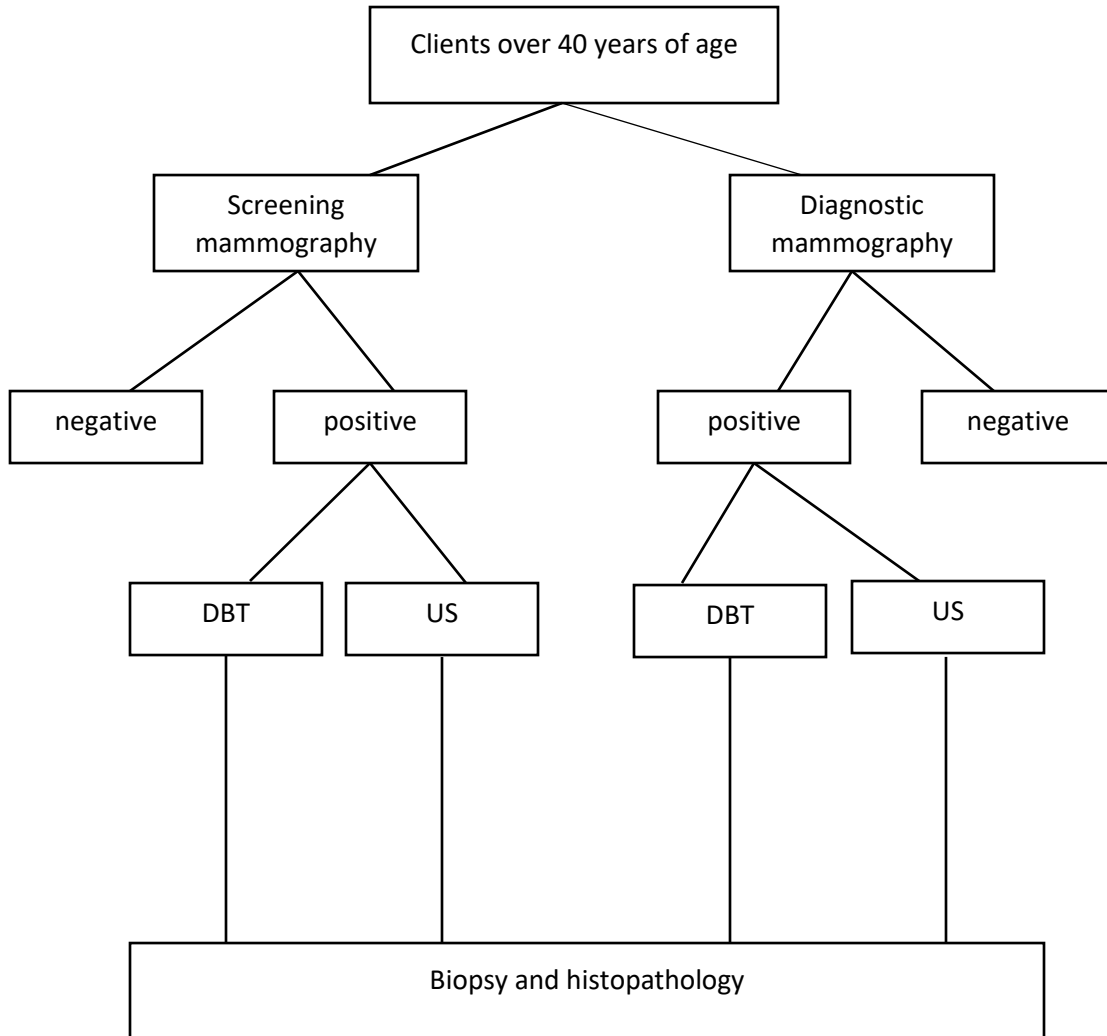 Clients over 40 years of age
Screening
mammography
Diagnostic
mammography
negative
positive
positive
negative
DBT
US
DBT
US
Biopsy and histopathology